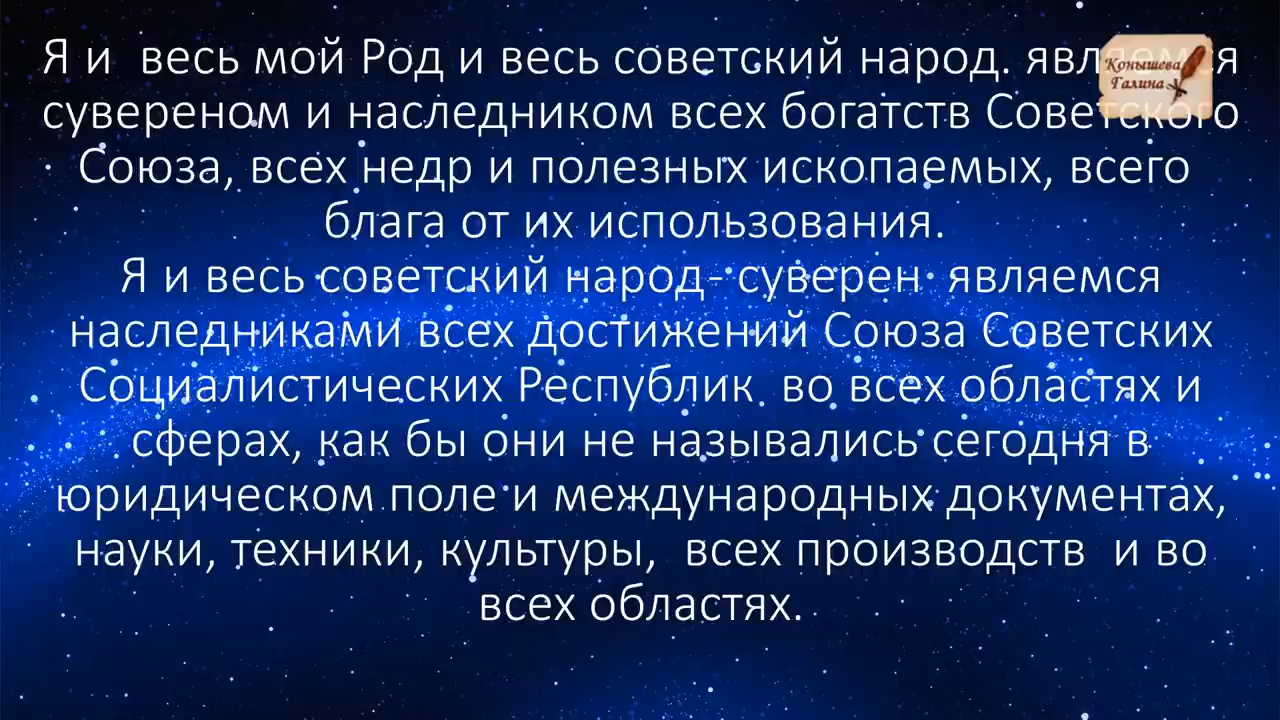 Я и  весь мой Род и весь советский народ. являемся
Конышева
Галина
сувереном и наследником всех богатств Советского
Союза, всех недр и полезных ископаемых, всего
блага от их использования.
Я и весь советский народ- суверен  являемся
наследниками всех достижений Союза Советских
Социалистических Республик  во всех областях и
сферах, как бы они не назывались сегодня в
юридическом поле и международных документах,
науки, техники, культуры,  всех производств  и во
всех областях.